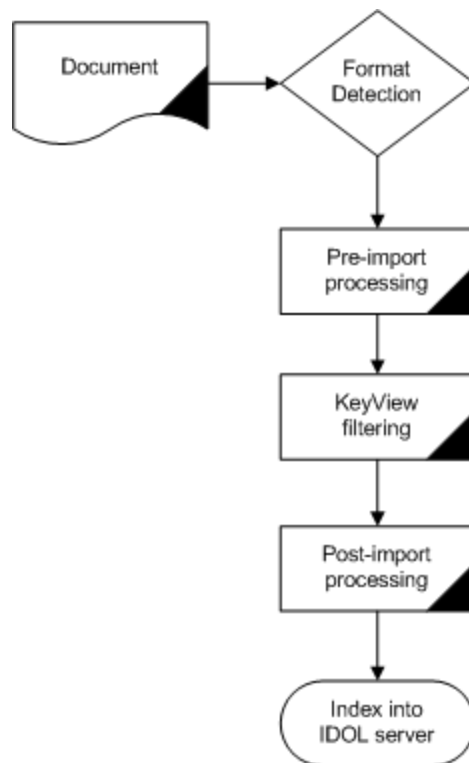 Document
Format
Detection
Pre-import
processing
KeyView
filtering
Post-import
processing
Index into
IDOL server